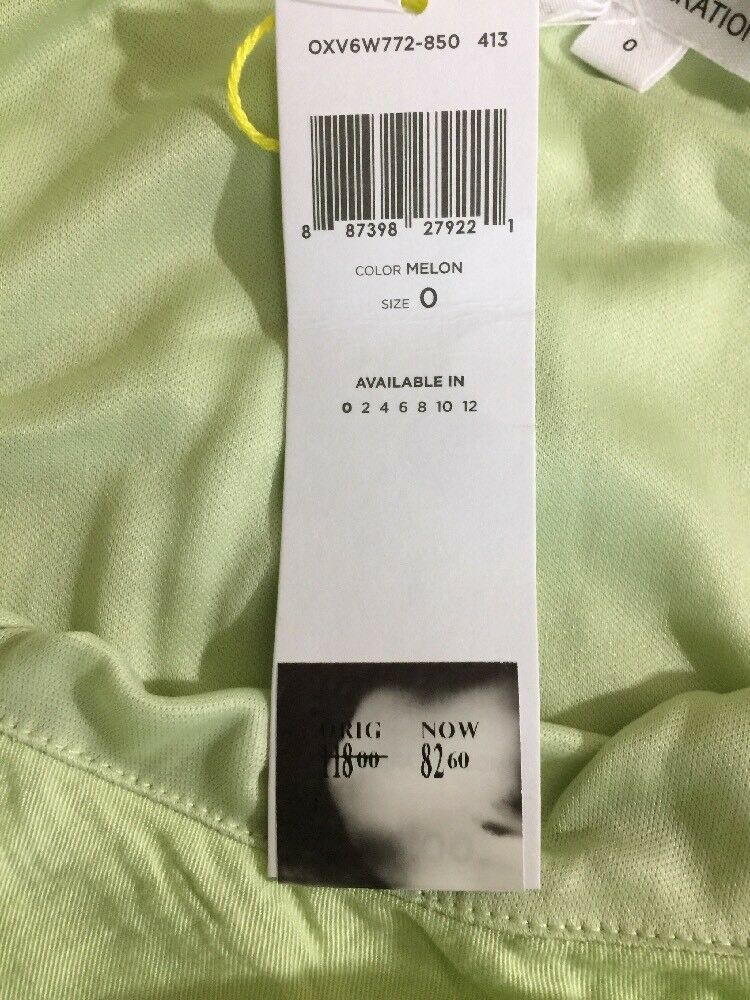 OXV6W772-850 413
0
8 87398 27922 1
COLOR MELON
SIZE 0
AVAILABLE IN
0 2 4 6 8 10 12
ORIG NOW
118 00 82 60